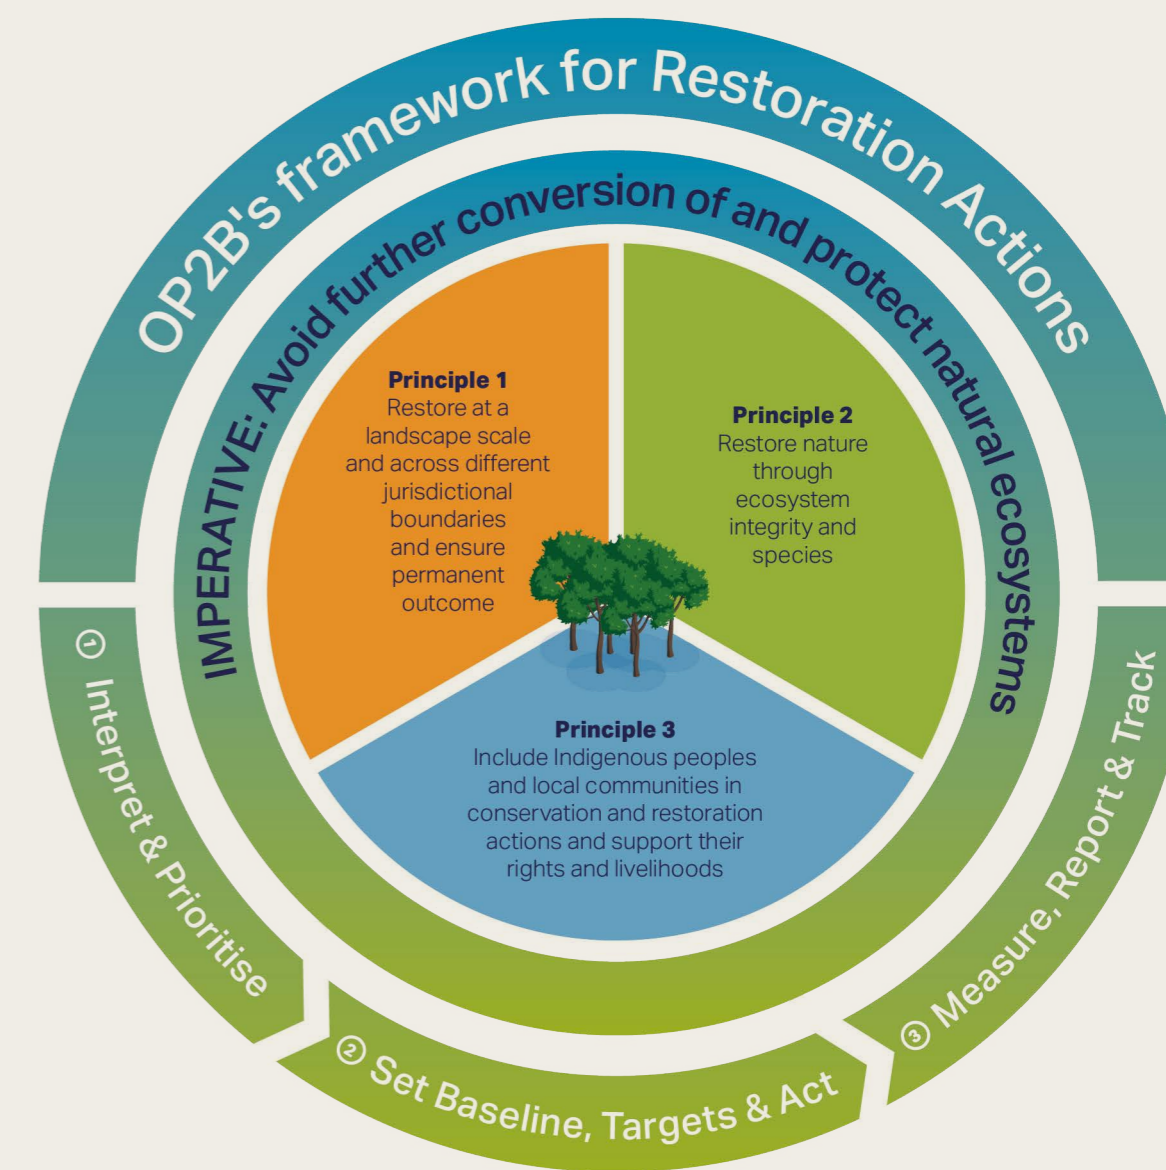 OP2B's framework for Restoration Actions
IMPERATIVE: Avoid further conversion of and protect natural ecosystems
Principle 1
Restore at a
landscape scale
and across different
jurisdictional
boundaries
and ensure
permanent
outcome
Principle 2
Restore nature
through
ecosystem
integrity and
species
Principle 3
Include Indigenous peoples
and local communities in
conservation and restoration
actions and support their
rights and livelihoods
① Interpret & Prioritise
② Set Baseline, Targets & Act
③ Measure, Report & Track